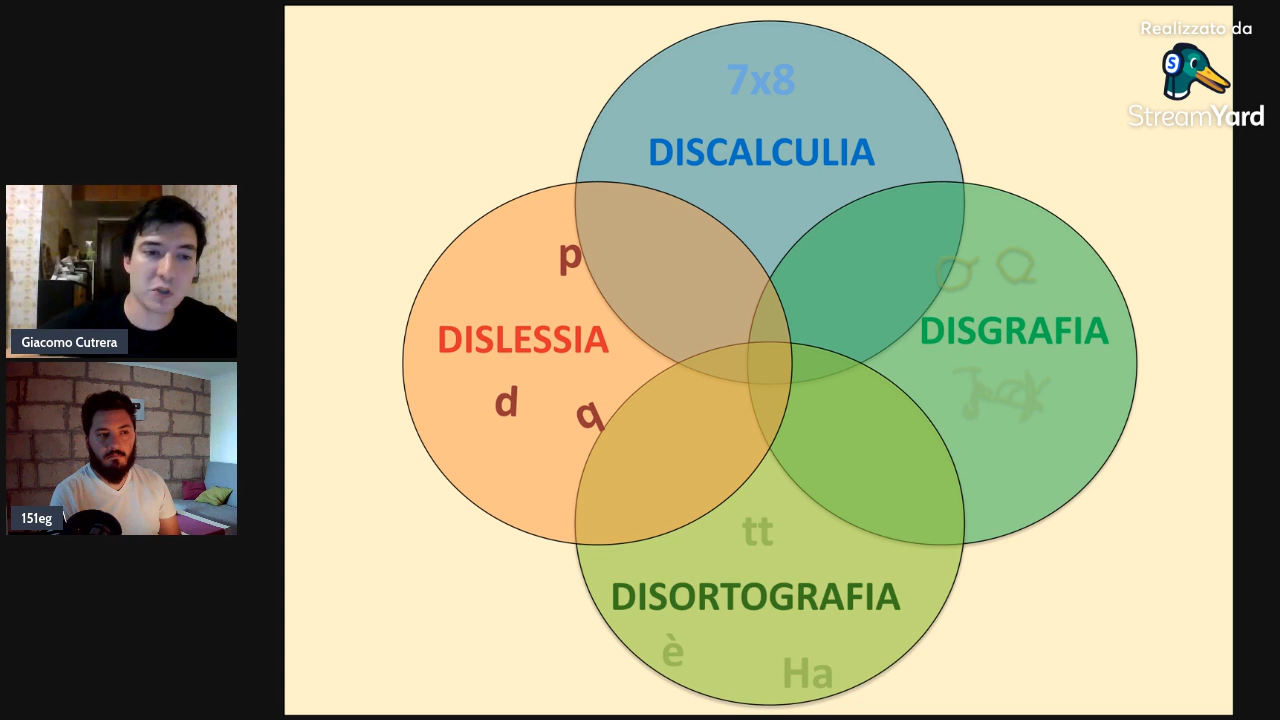 Realizzato da
S
StreamYard
7x8
DISCALCULIA
p
DISLESSIA
d
q
DISGRAFIA
tt
DISORTOGRAFIA
è
Ha
Giacomo Cutrera
151eg